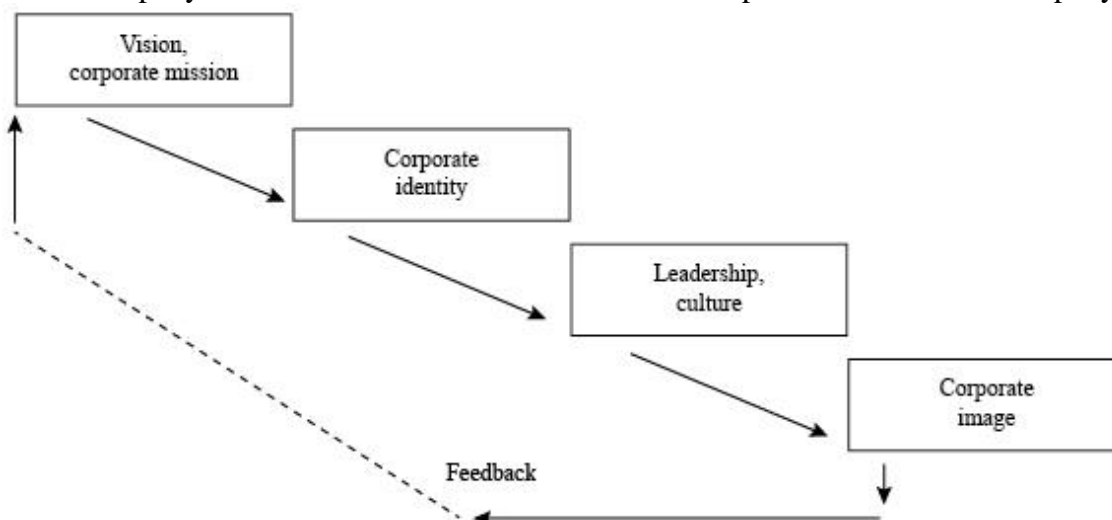 Vision,
corporate mission
Corporate
identity
Leadership,
culture
Corporate
image
Feedback